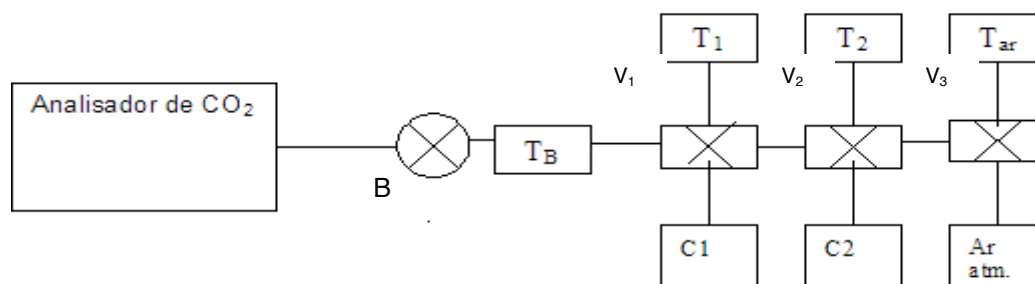 T₁
T₂
Tar
V₁
V₂
V₃
Analisador de CO₂
TB
B
C1
C2
Ar
atm.